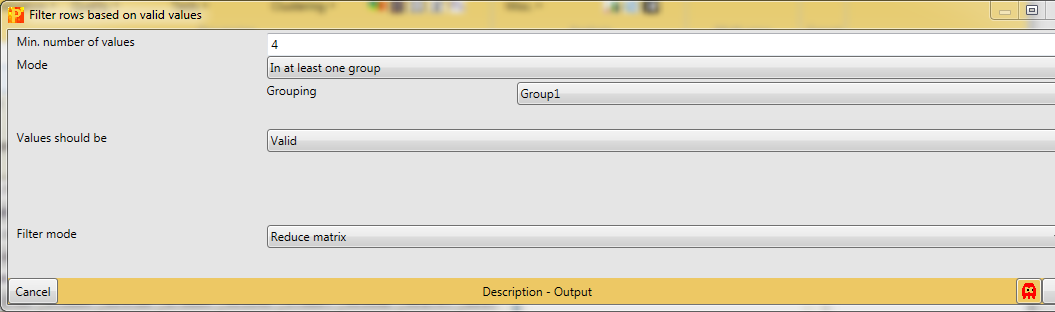 Filter rows based on valid values
Min. number of values
4
Mode
In at least one group
Grouping
Group1
Values should be
Valid
Filter mode
Reduce matrix
Cancel
Description - Output